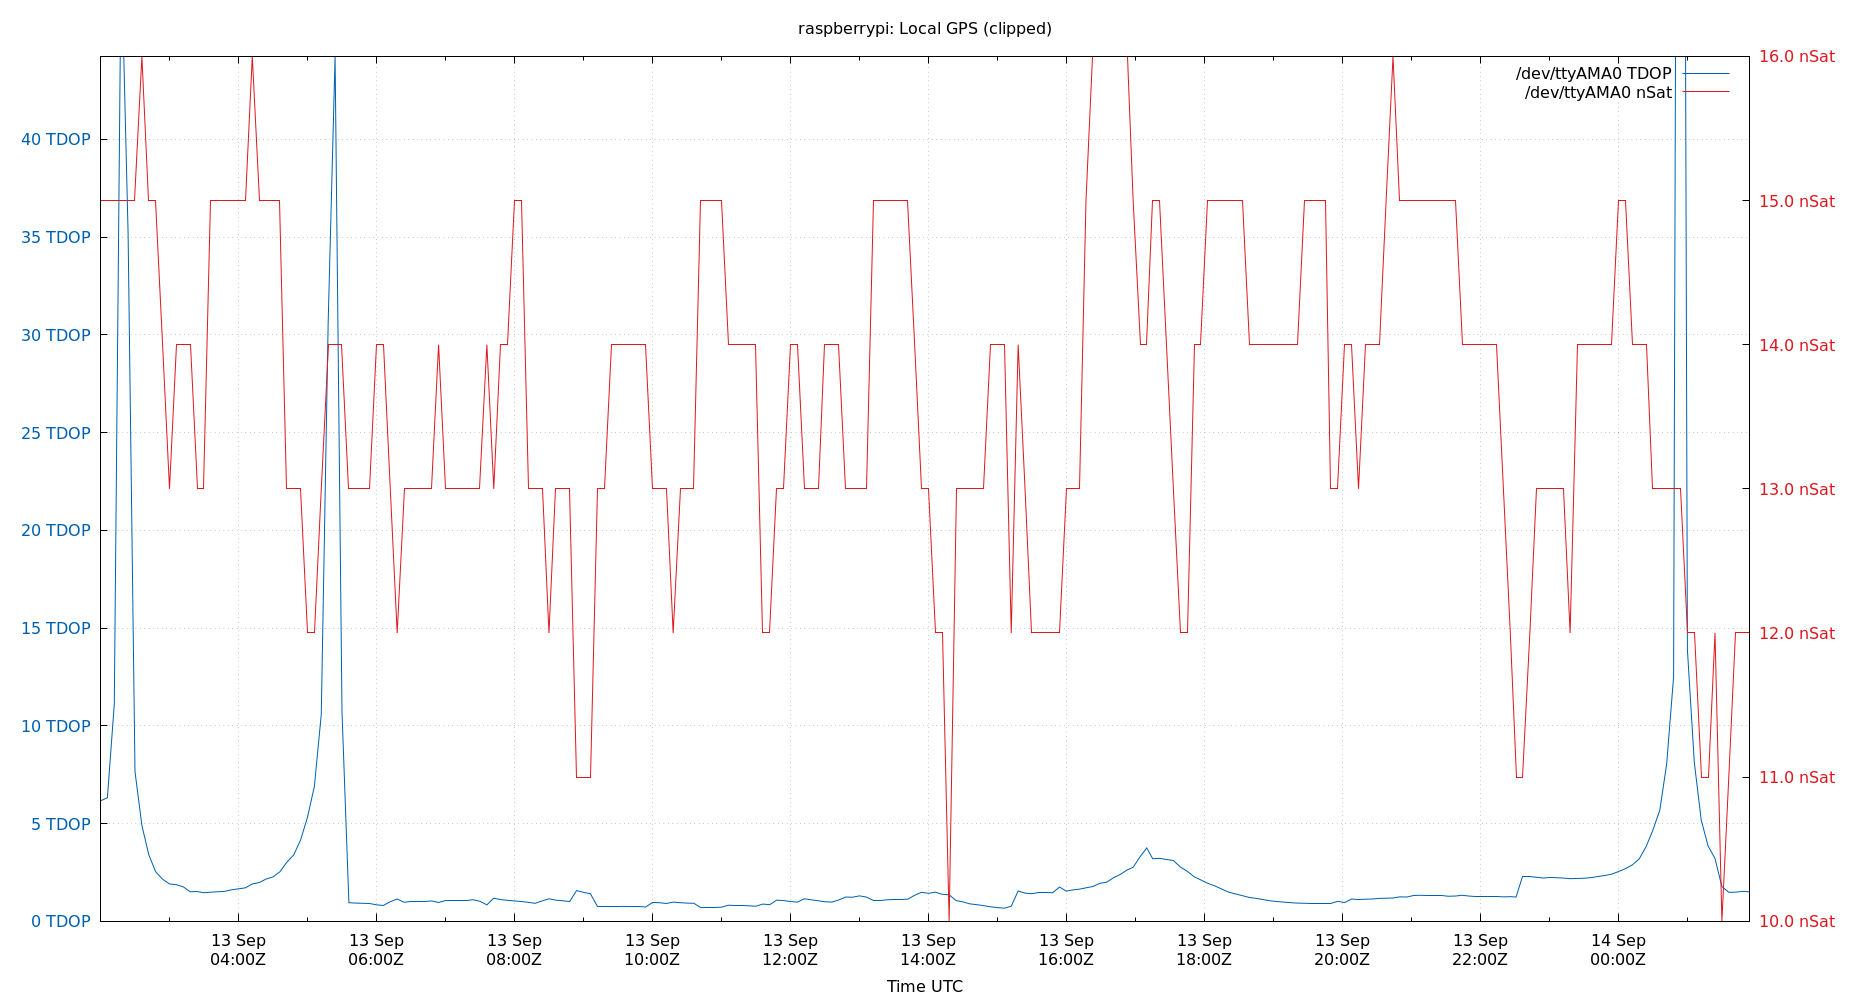 raspberrypi: Local GPS (clipped)
16.0 nSat
/dev/ttyAMA0 TDOP
/dev/ttyAMA0 nSat
40 TDOP
15.0 nSat
35 TDOP
30 TDOP
14.0 nSat
25 TDOP
13.0 nSat
20 TDOP
15 TDOP
12.0 nSat
10 TDOP
11.0 nSat
5 TDOP
0 TDOP
10.0 nSat
13 Sep 13 Sep 13 Sep 13 Sep 13 Sep 13 Sep 13 Sep 13 Sep 13 Sep 13 Sep 14 Sep
04:00Z 06:00Z 08:00Z 10:00Z 12:00Z 14:00Z 16:00Z 18:00Z 20:00Z 22:00Z 00:00Z
Time UTC